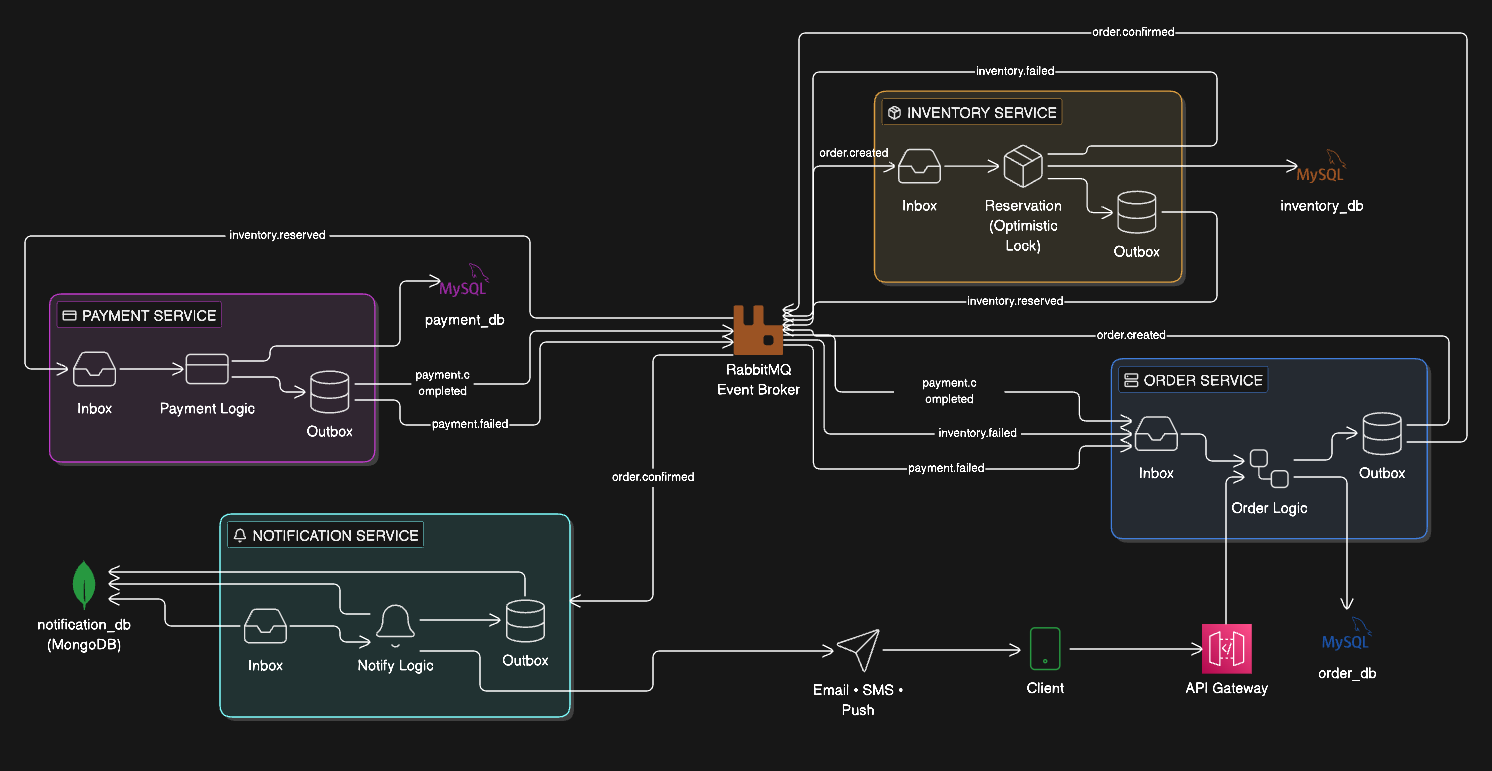 order.confirmed
inventory.failed
INVENTORY SERVICE
order.created
Inbox
Reservation
(Optimistic
Lock)
Outbox
MySQL
inventory_db
inventory.reserved
inventory.reserved
PAYMENT SERVICE
MySQL
payment_db
Inbox
Payment Logic
Outbox
payment.c
ompleted
payment.failed
RabbitMQ
Event Broker
order.created
ORDER SERVICE
payment.c
ompleted
inventory.failed
payment.failed
Inbox
Order Logic
Outbox
order.confirmed
NOTIFICATION SERVICE
notification_db
(MongoDB)
Inbox
Notify Logic
Outbox
Email • SMS •
Push
Client
API Gateway
MySQL
order_db